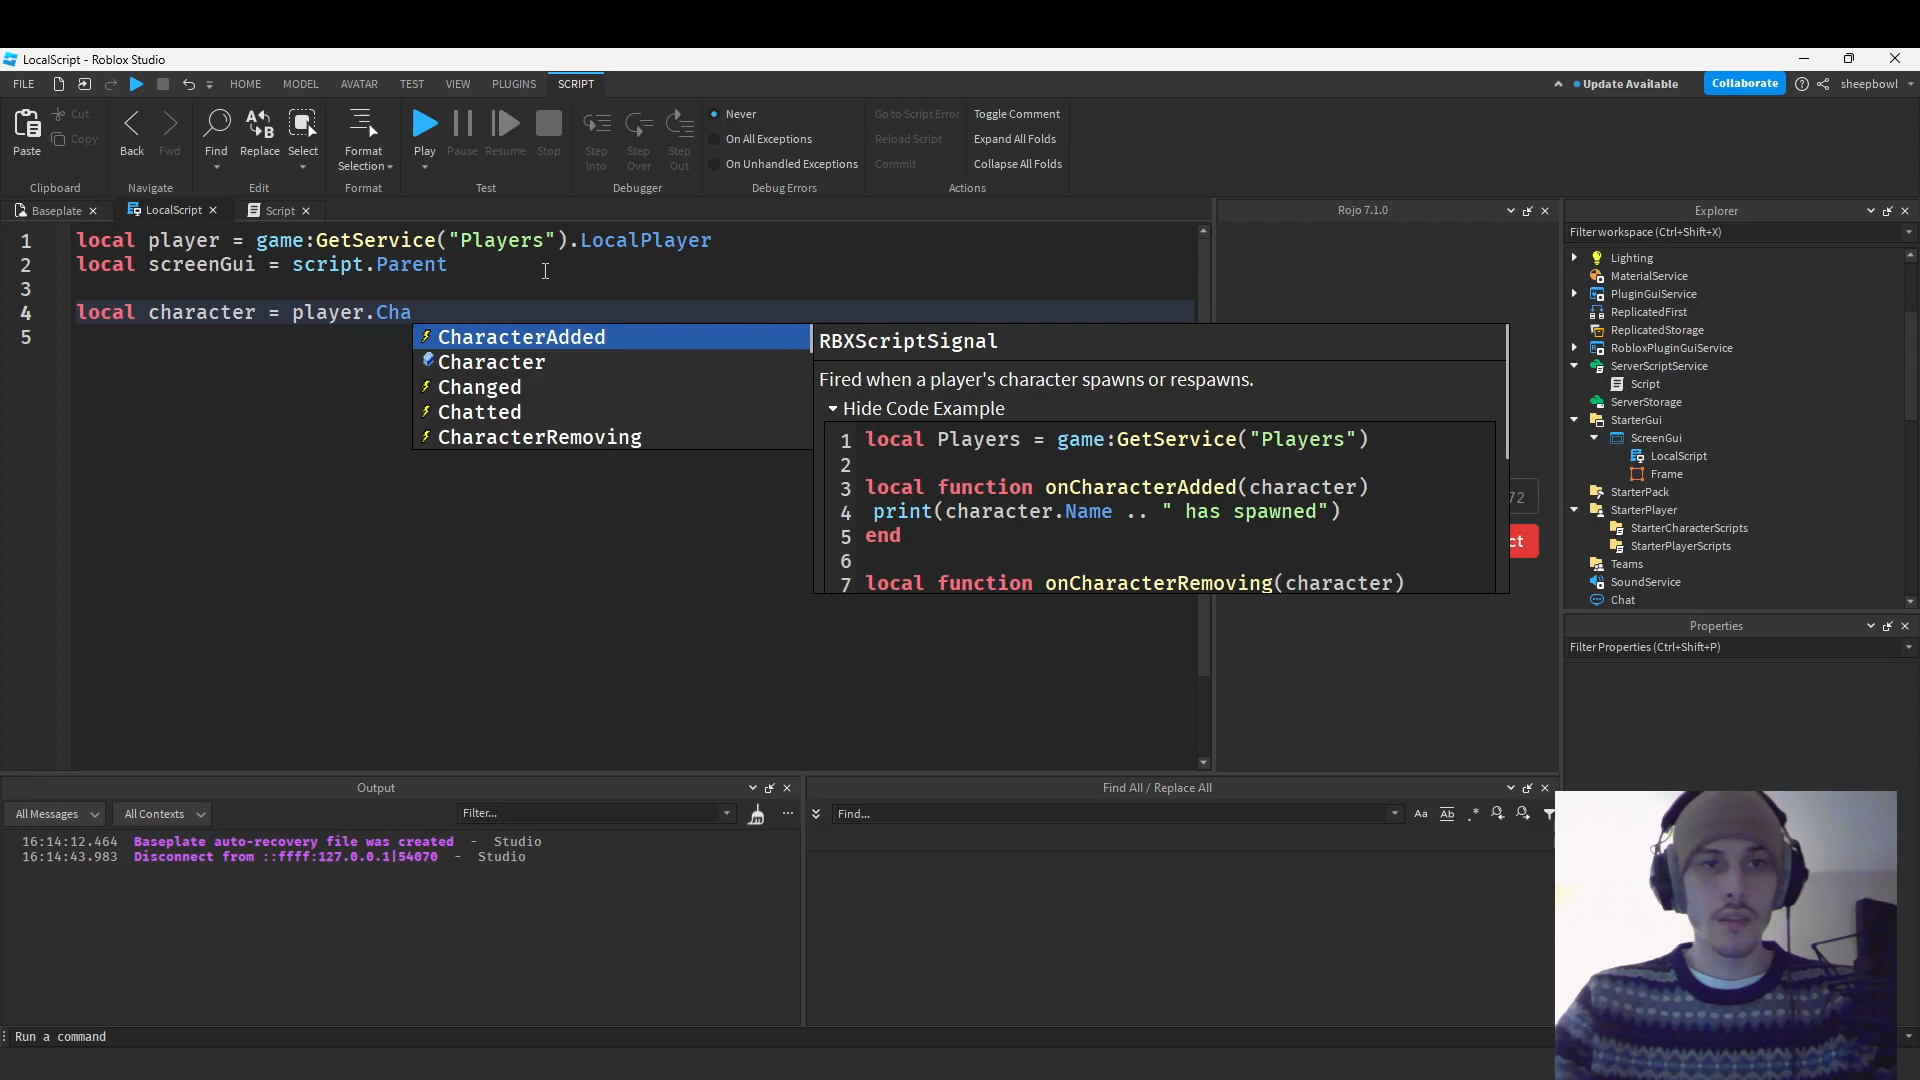 LocalScript - Roblox Studio
FILE HOME MODEL AVATAR TEST VIEW PLUGINS SCRIPT Update Available Collaborate sheepbowl
Paste Cut Copy Back Fwd Find Replace Select Format Selection Play Pause Resume Stop Step Into Step Over Step Out
Never Go to Script Error Toggle Comment
On All Exceptions Reload Script Expand All Folds
On Unhandled Exceptions Commit Collapse All Folds
Clipboard Navigate Edit Format Test Debugger Debug Errors Actions
Baseplate LocalScript Script
Rojo 7.1.0
1 local player = game:GetService("Players").LocalPlayer
2 local screenGui = script.Parent
3
4 local character = player.Cha
5
CharacterAdded
Character
Changed
Chatted
CharacterRemoving
RBXScriptSignal
Fired when a player's character spawns or respawns.
Hide Code Example
1 local Players = game:GetService("Players")
2
3 local function onCharacterAdded(character)
4 print(character.Name .. " has spawned")
5 end
6
7 local function onCharacterRemoving(character)
72
ct
Explorer
Filter workspace (Ctrl+Shift+X)
Lighting
MaterialService
PluginGuiService
ReplicatedFirst
ReplicatedStorage
RobloxPluginGuiService
ServerScriptService
Script
ServerStorage
StarterGui
ScreenGui
LocalScript
Frame
StarterPack
StarterPlayer
StarterCharacterScripts
StarterPlayerScripts
Teams
SoundService
Chat
Properties
Filter Properties (Ctrl+Shift+P)
Output
All Messages All Contexts Filter... ...
16:14:12.464 Baseplate auto-recovery file was created - Studio
16:14:43.983 Disconnect from ::ffff:127.0.0.1|54070 - Studio
Find All / Replace All
Find... Aa Ab .*
Run a command